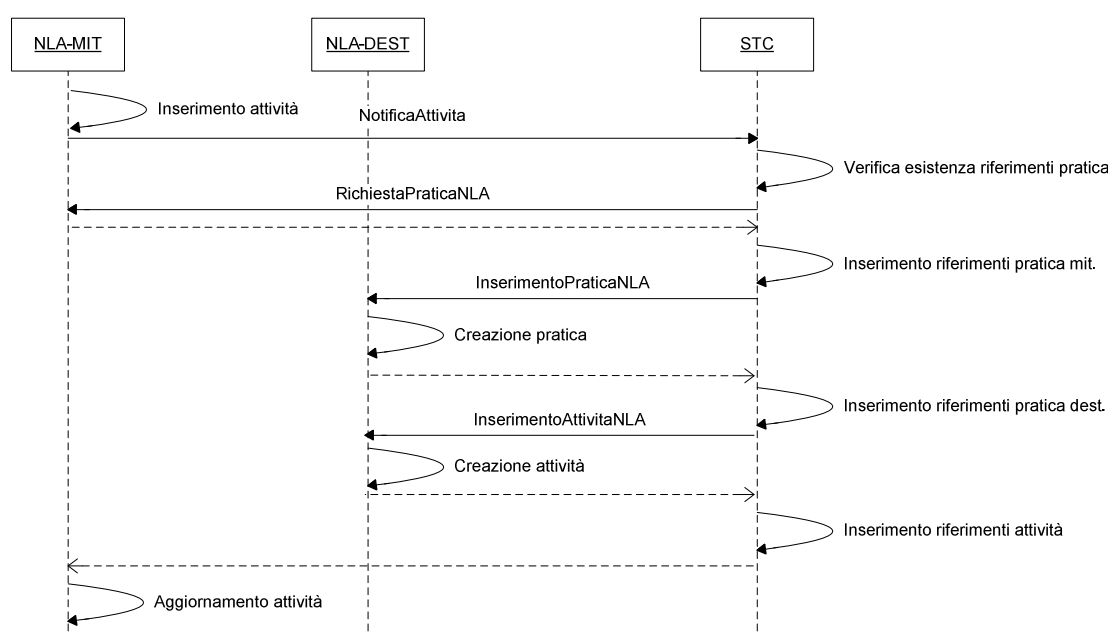 NLA-MIT
NLA-DEST
STC
Inserimento attività
NotificaAttivita
Verifica esistenza riferimenti pratica
RichiestaPraticaNLA
Inserimento riferimenti pratica mit.
InserimentoPraticaNLA
Creazione pratica
Inserimento riferimenti pratica dest.
InserimentoAttivitaNLA
Creazione attività
Inserimento riferimenti attività
Aggiornamento attività